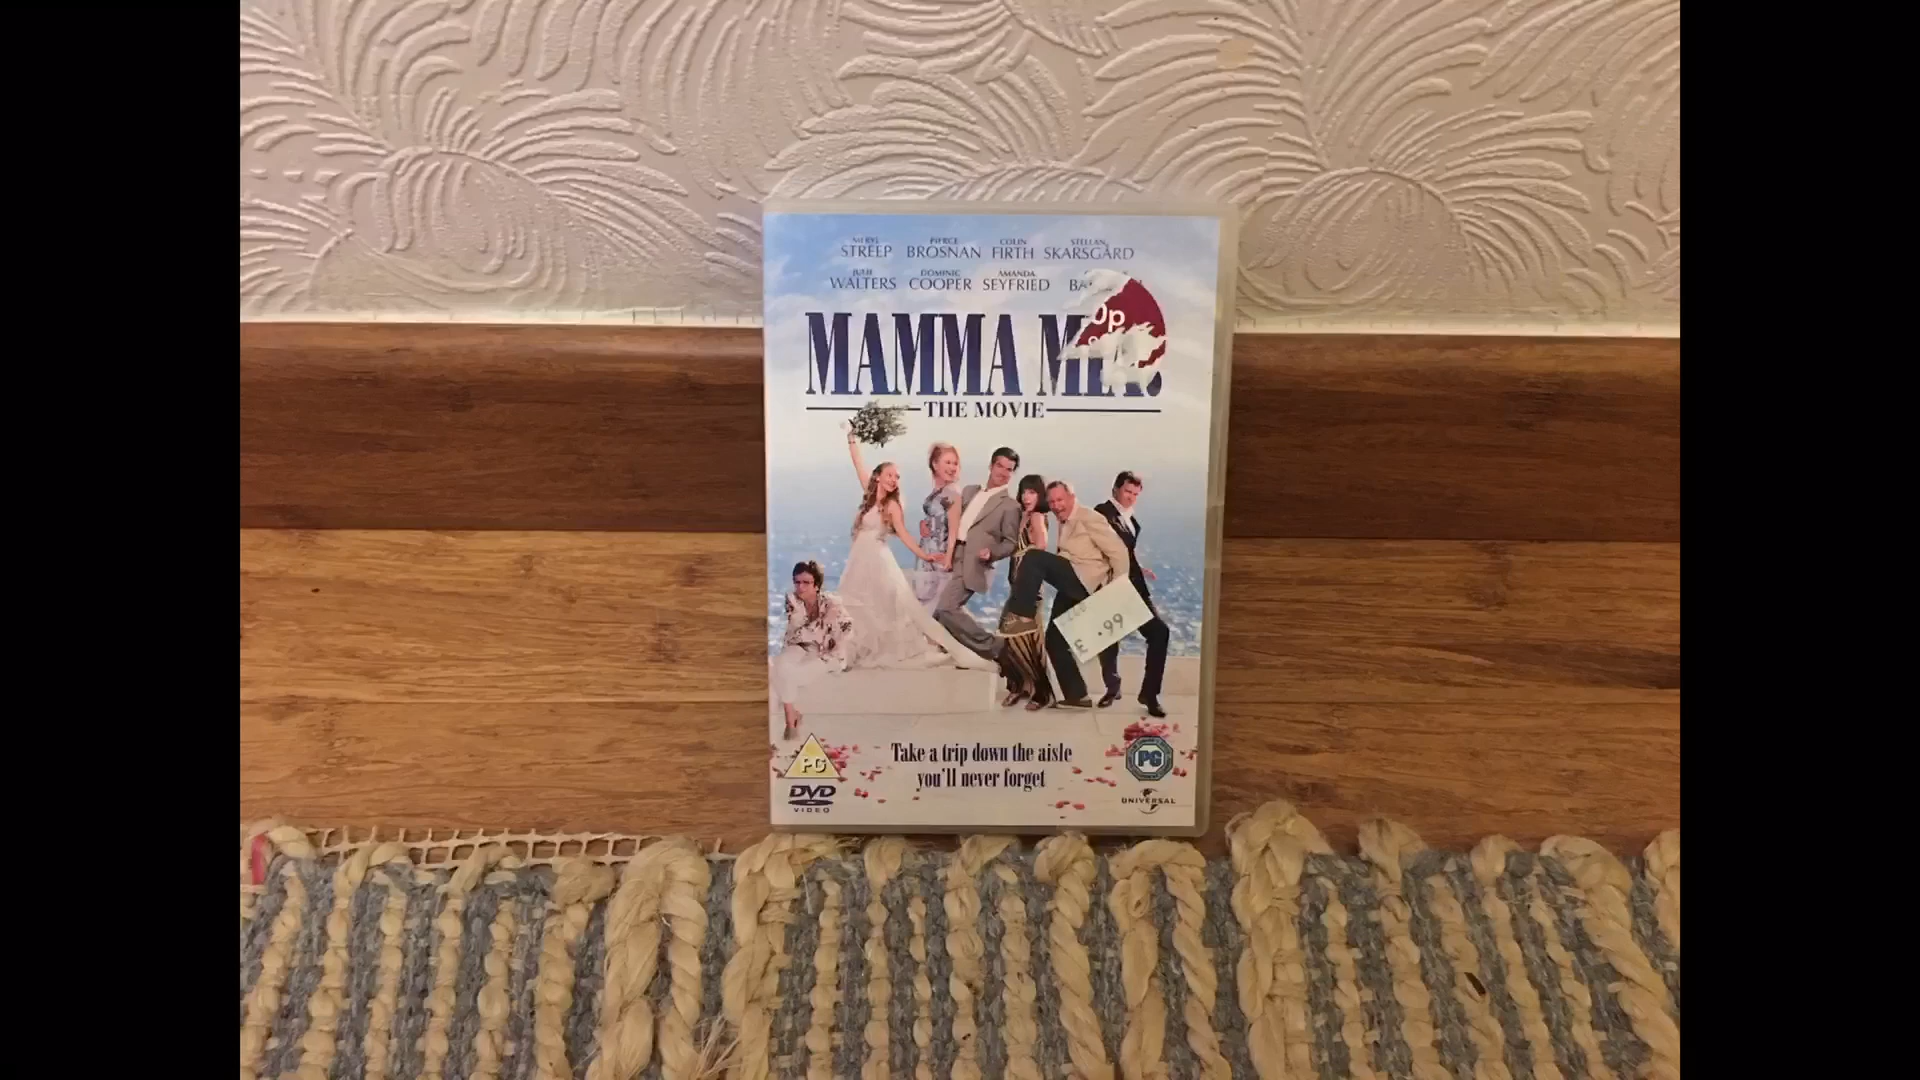 MERYL STREEP PIERCE BROSNAN COLIN FIRTH STELLAN SKARSGÅRD
JULIE WALTERS DOMINIC COOPER AMANDA SEYFRIED
0p
MAMMA
THE MOVIE
£ .99
Take a trip down the aisle
you'll never forget
PG
PG
DVD
VIDEO
UNIVERSAL